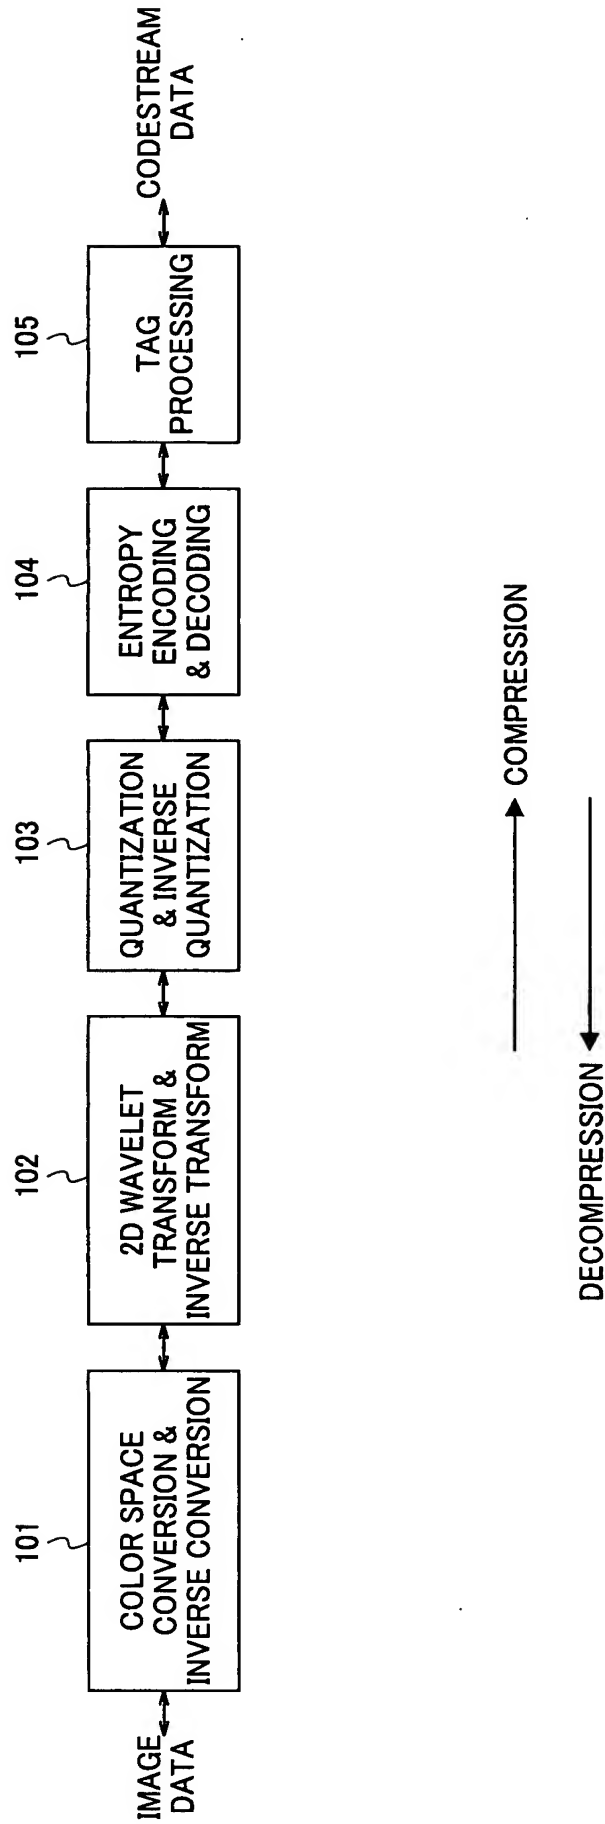 IMAGE
DATA
101
COLOR SPACE
CONVERSION &
INVERSE CONVERSION
102
2D WAVELET
TRANSFORM &
INVERSE TRANSFORM
103
QUANTIZATION
& INVERSE
QUANTIZATION
104
ENTROPY
ENCODING
& DECODING
105
TAG
PROCESSING
CODESTREAM
DATA
COMPRESSION
DECOMPRESSION